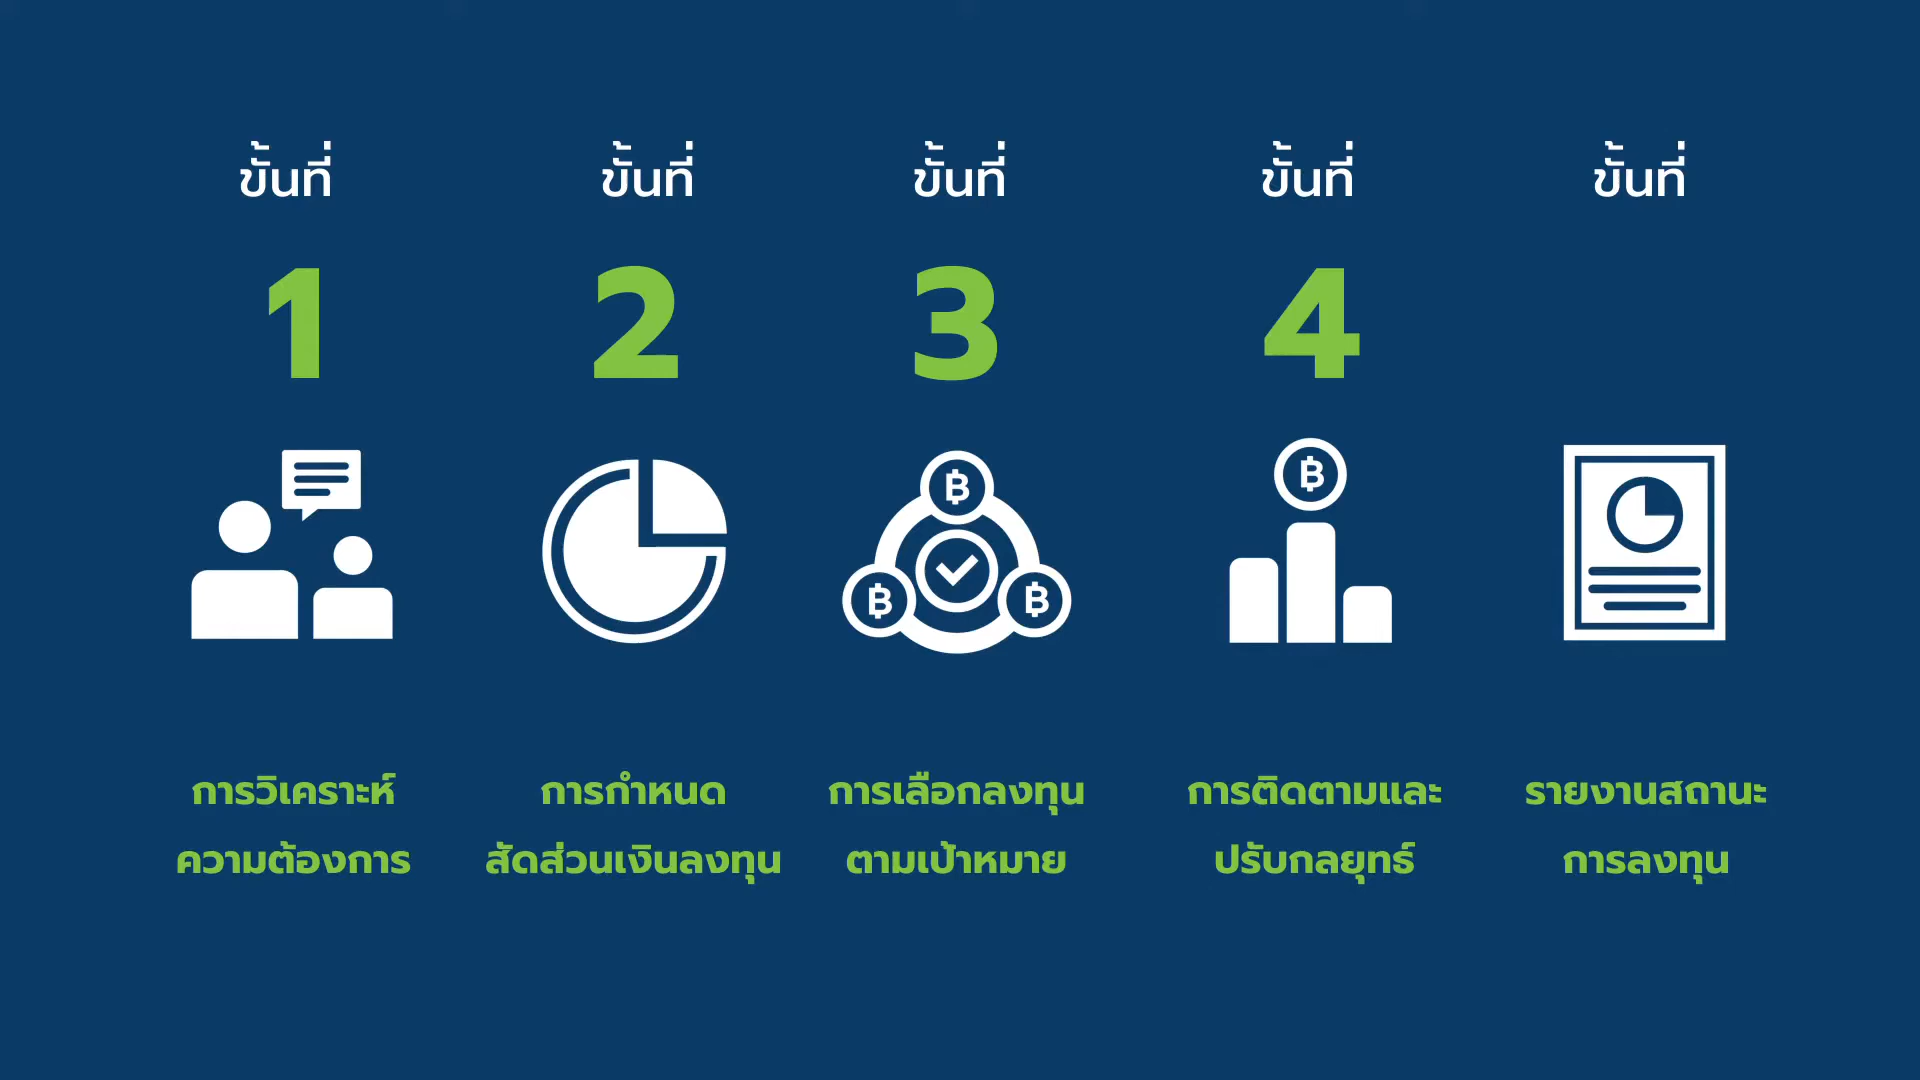 ขั้นที่ ขั้นที่ ขั้นที่ ขั้นที่ ขั้นที่
1 2 3 4
฿
฿
฿ ฿
การวิเคราะห์ การกำหนด การเลือกลงทุน การติดตามและ รายงานสถานะ
ความต้องการ สัดส่วนเงินลงทุน ตามเป้าหมาย ปรับกลยุทธ์ การลงทุน